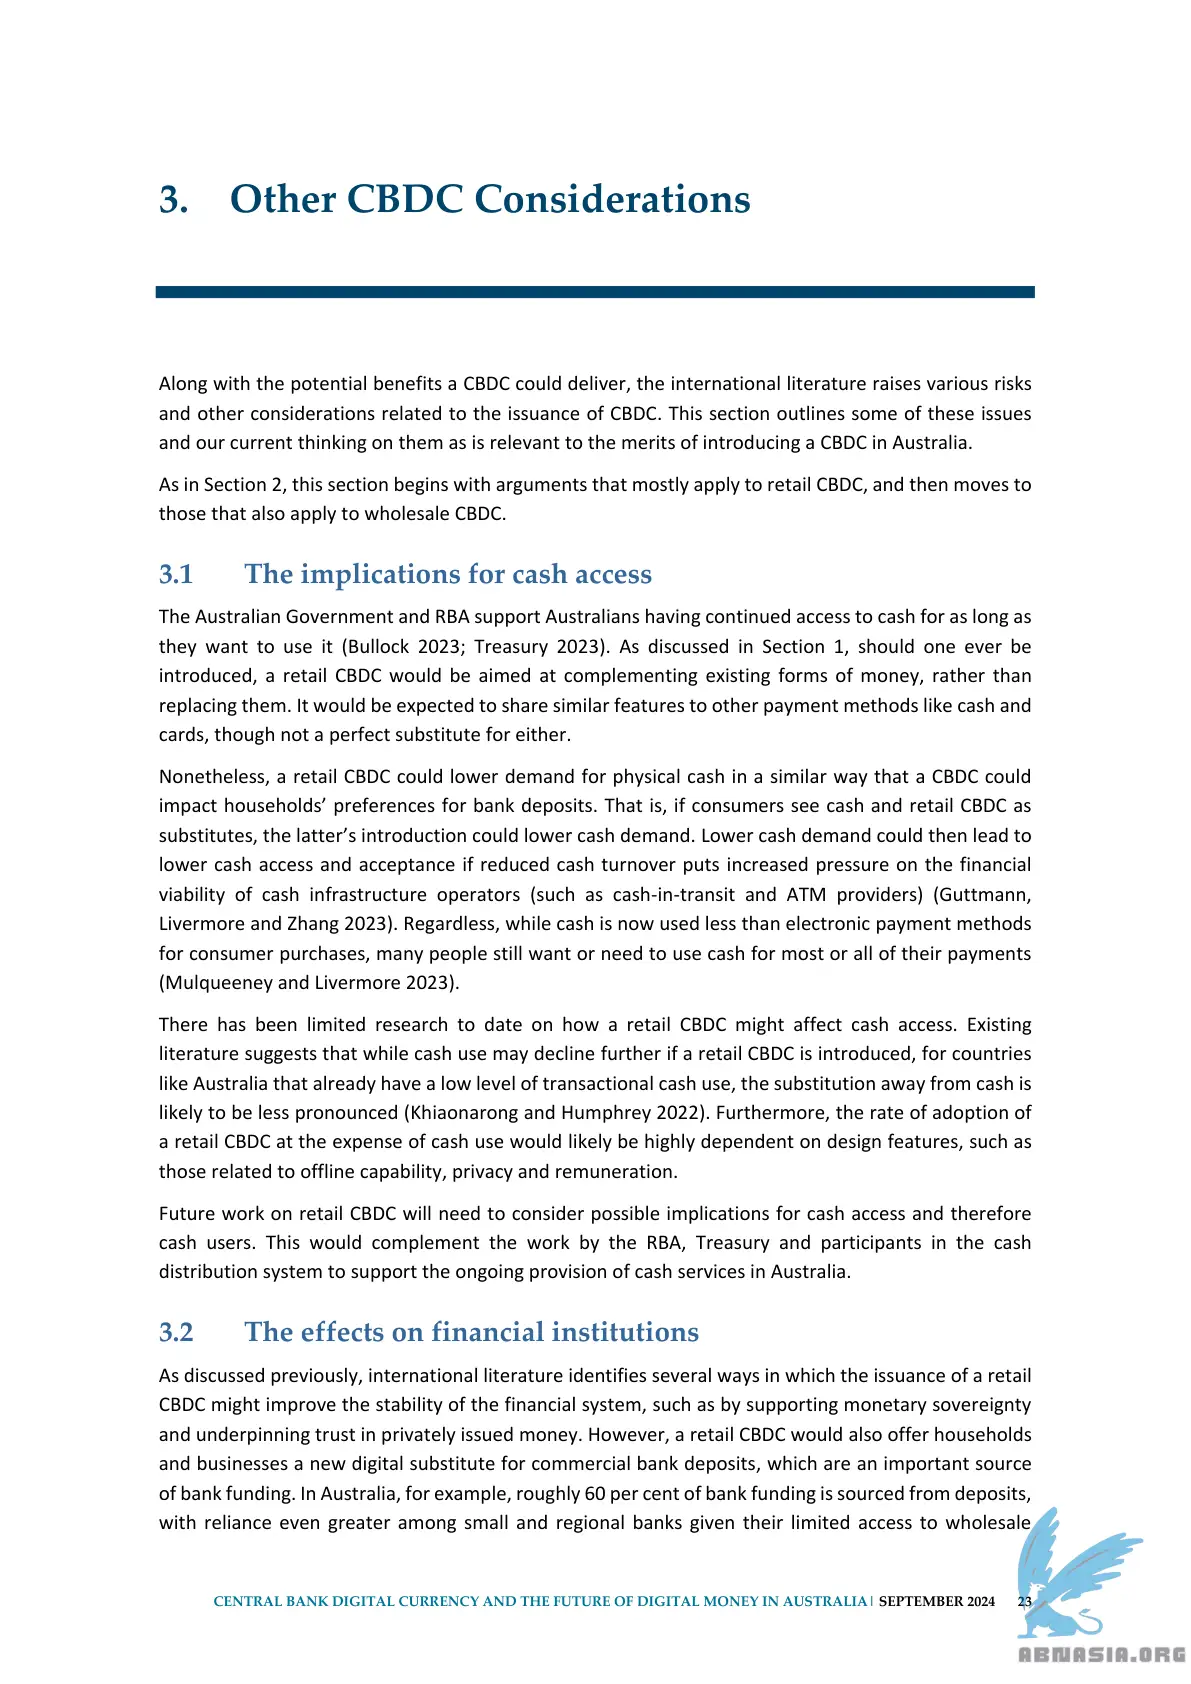 3. Other CBDC Considerations
Along with the potential benefits a CBDC could deliver, the international literature raises various risks
and other considerations related to the issuance of CBDC. This section outlines some of these issues
and our current thinking on them as is relevant to the merits of introducing a CBDC in Australia.
As in Section 2, this section begins with arguments that mostly apply to retail CBDC, and then moves to
those that also apply to wholesale CBDC.
3.1 The implications for cash access
The Australian Government and RBA support Australians having continued access to cash for as long as
they want to use it (Bullock 2023; Treasury 2023). As discussed in Section 1, should one ever be
introduced, a retail CBDC would be aimed at complementing existing forms of money, rather than
replacing them. It would be expected to share similar features to other payment methods like cash and
cards, though not a perfect substitute for either.
Nonetheless, a retail CBDC could lower demand for physical cash in a similar way that a CBDC could
impact households’ preferences for bank deposits. That is, if consumers see cash and retail CBDC as
substitutes, the latter’s introduction could lower cash demand. Lower cash demand could then lead to
lower cash access and acceptance if reduced cash turnover puts increased pressure on the financial
viability of cash infrastructure operators (such as cash-in-transit and ATM providers) (Guttmann,
Livermore and Zhang 2023). Regardless, while cash is now used less than electronic payment methods
for consumer purchases, many people still want or need to use cash for most or all of their payments
(Mulqueeney and Livermore 2023).
There has been limited research to date on how a retail CBDC might affect cash access. Existing
literature suggests that while cash use may decline further if a retail CBDC is introduced, for countries
like Australia that already have a low level of transactional cash use, the substitution away from cash is
likely to be less pronounced (Khiaonarong and Humphrey 2022). Furthermore, the rate of adoption of
a retail CBDC at the expense of cash use would likely be highly dependent on design features, such as
those related to offline capability, privacy and remuneration.
Future work on retail CBDC will need to consider possible implications for cash access and therefore
cash users. This would complement the work by the RBA, Treasury and participants in the cash
distribution system to support the ongoing provision of cash services in Australia.
3.2 The effects on financial institutions
As discussed previously, international literature identifies several ways in which the issuance of a retail
CBDC might improve the stability of the financial system, such as by supporting monetary sovereignty
and underpinning trust in privately issued money. However, a retail CBDC would also offer households
and businesses a new digital substitute for commercial bank deposits, which are an important source
of bank funding. In Australia, for example, roughly 60 per cent of bank funding is sourced from deposits,
with reliance even greater among small and regional banks given their limited access to wholesale
CENTRAL BANK DIGITAL CURRENCY AND THE FUTURE OF DIGITAL MONEY IN AUSTRALIA| SEPTEMBER 2024 23
ABNASIA.ORG